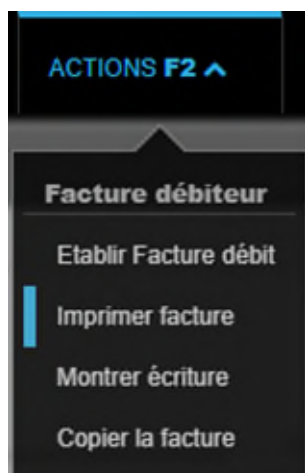 ACTIONS F2
Facture débiteur
Etablir Facture débit
Imprimer facture
Montrer écriture
Copier la facture